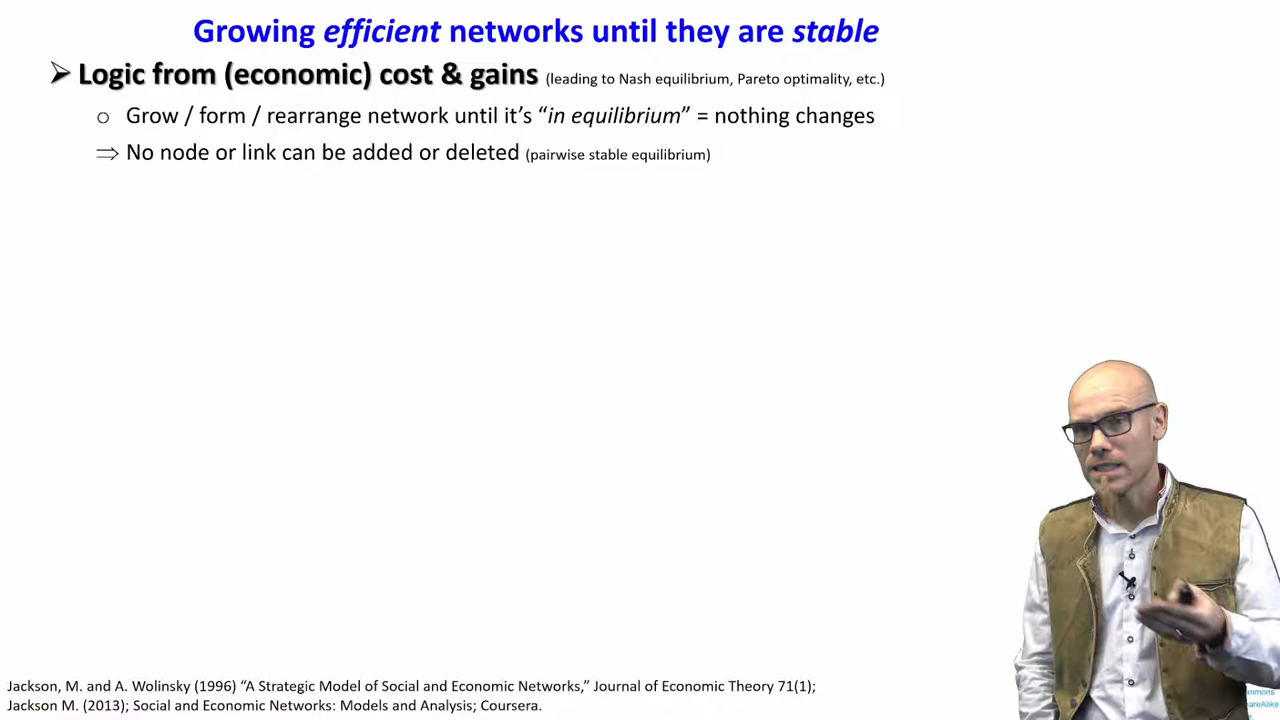 Growing efficient networks until they are stable
➢ Logic from (economic) cost & gains (leading to Nash equilibrium, Pareto optimality, etc.)
o Grow / form / rearrange network until it’s “in equilibrium” = nothing changes
⇒ No node or link can be added or deleted (pairwise stable equilibrium)
Jackson, M. and A. Wolinsky (1996) “A Strategic Model of Social and Economic Networks,” Journal of Economic Theory 71(1);
Jackson M. (2013); Social and Economic Networks: Models and Analysis; Coursera.